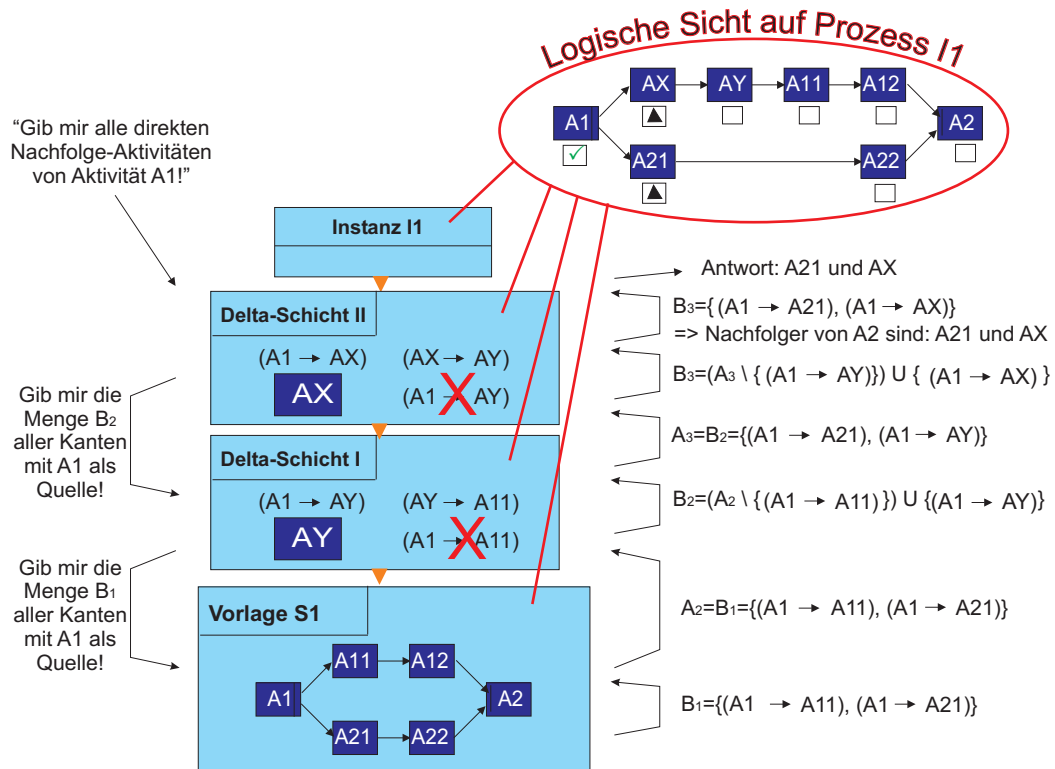 Logische Sicht auf Prozess I1
AX
AY
A11
A12
A1
A2
A21
A22
“Gib mir alle direkten
Nachfolge-Aktivitäten
von Aktivität A1!”
Instanz I1
Antwort: A21 und AX
Delta-Schicht II
(A1 → AX)
(AX → AY)
AX
(A1 → AY)
B3={(A1 → A21), (A1 → AX)}
=> Nachfolger von A2 sind: A21 und AX
B3=(A3 \ {(A1 → AY)}) U { (A1 → AX) }
Gib mir die
Menge B2
aller Kanten
mit A1 als
Quelle!
A3=B2={(A1 → A21), (A1 → AY)}
Delta-Schicht I
(A1 → AY)
(AY → A11)
AY
(A1 → A11)
B2=(A2 \ {(A1 → A11)}) U {(A1 → AY)}
Gib mir die
Menge B1
aller Kanten
mit A1 als
Quelle!
A2=B1={(A1 → A11), (A1 → A21)}
Vorlage S1
A11
A12
A1
A2
A21
A22
B1={(A1 → A11), (A1 → A21)}